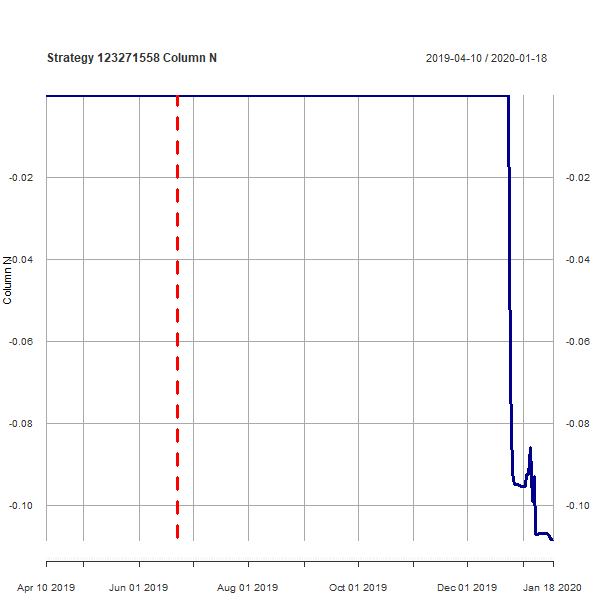 Strategy 123271558 Column N
2019-04-10 / 2020-01-18
-0.02
-0.02
-0.04
-0.04
Column N
-0.06
-0.06
-0.08
-0.08
-0.10
-0.10
Apr 10 2019
Jun 01 2019
Aug 01 2019
Oct 01 2019
Dec 01 2019
Jan 18 2020